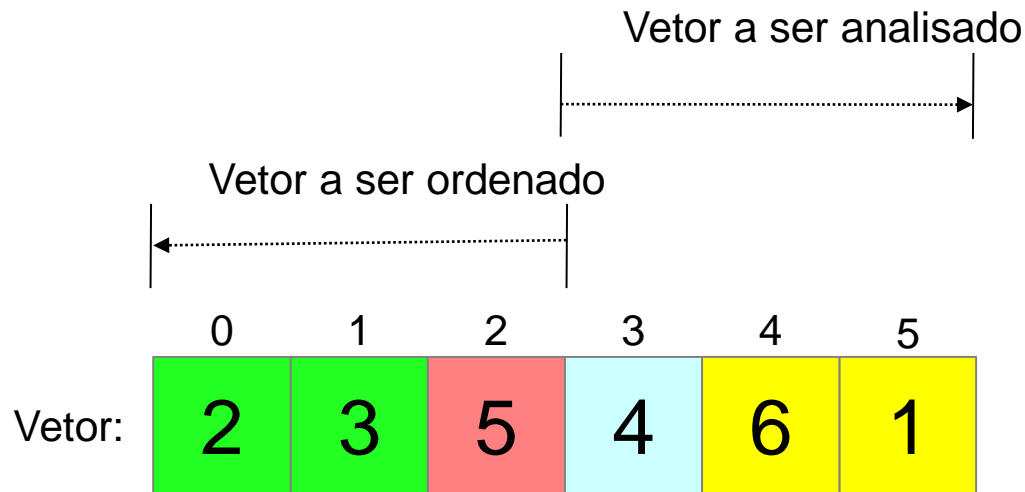 Vetor a ser analisado
Vetor a ser ordenado
0 1 2 3 4 5
Vetor: 2 3 5 4 6 1